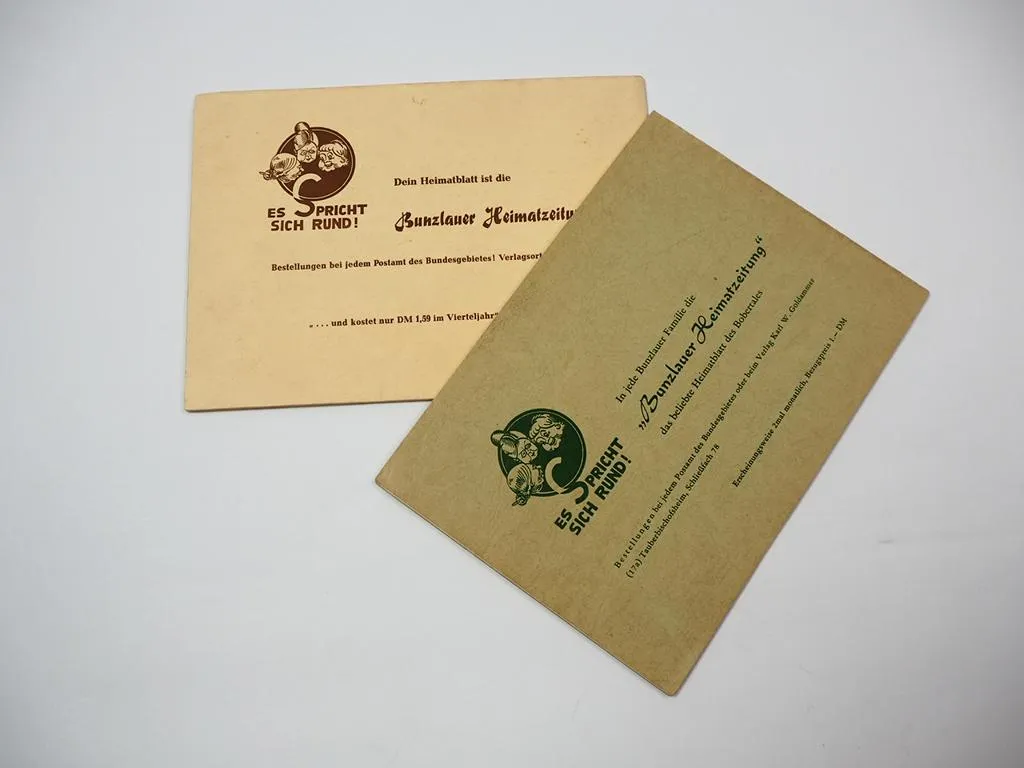 ES SPRICHT
SICH RUND!
Dein Heimatblatt ist die
Bunzlauer Heimatzeitu
Bestellungen bei jedem Postamt des Bundesgebietes! Verlagsort
„... und kostet nur DM 1,59 im Vierteljahr"
ES SPRICHT
SICH RUND!
In jede Bunzlauer Familie die
„Bunzlauer Heimatzeitung“
das beliebte Heimatblatt des Bobertales
Bestellungen bei jedem Postamt des Bundesgebietes oder beim Verlag Karl W. Goldammer
(17a) Tauberbischofsheim, Schließfach 78
Erscheinungsweise 2mal monatlich, Bezugspreis 1.– DM